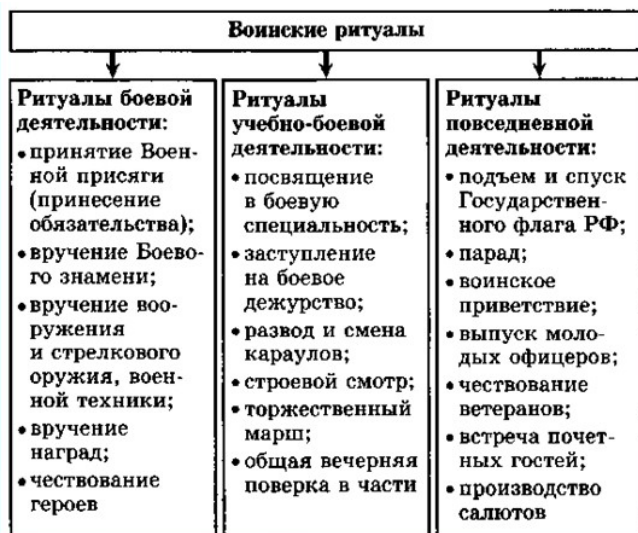 Воинские ритуалы
Ритуалы боевой
деятельности:
• принятие Воен-
ной присяги
(принесение
обязательства);
• вручение Боево-
го знамени;
• вручение воо-
ружения
и стрелкового
оружия, воен-
ной техники;
• вручение
наград;
• чествование
героев
Ритуалы
учебно-боевой
деятельности:
• посвящение
в боевую
специальность;
• заступление
на боевое
дежурство;
• развод и смена
караулов;
• строевой смотр;
• торжественный
марш;
• общая вечерняя
поверка в части
Ритуалы
повседневной
деятельности:
• подъем и спуск
Государствен-
ного флага РФ;
• парад;
• воинское
приветствие;
• выпуск моло-
дых офицеров;
• чествование
ветеранов;
• встреча почет-
ных гостей;
• производство
салютов